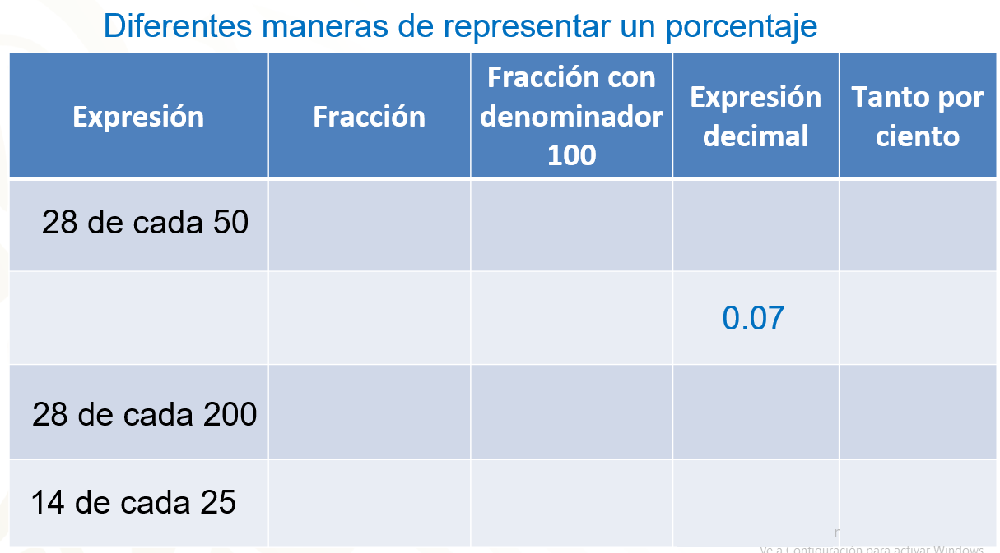 Diferentes maneras de representar un porcentaje
Expresión
Fracción
Fracción con
denominador
100
Expresión
decimal
Tanto por
ciento
28 de cada 50
0.07
28 de cada 200
14 de cada 25
r
Ve a Configuración para activar Windows.